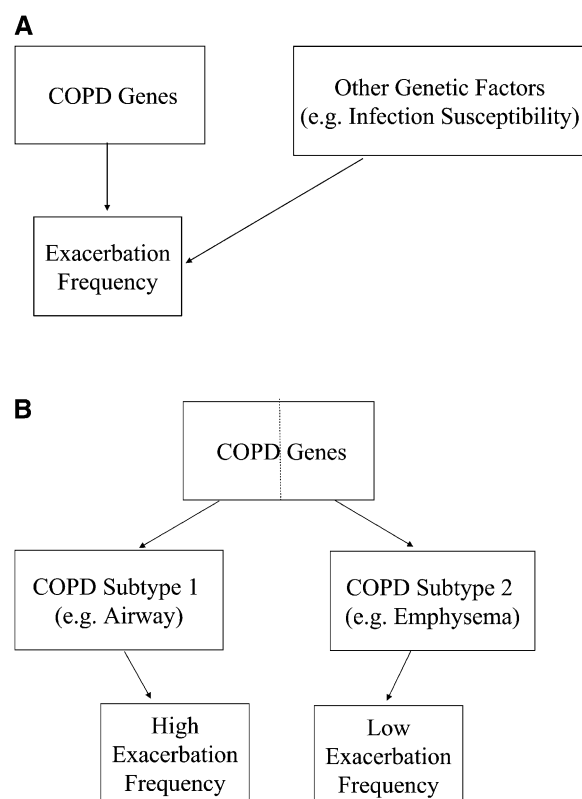 A
COPD Genes
Other Genetic Factors
(e.g. Infection Susceptibility)
Exacerbation
Frequency
B
COPD Genes
COPD Subtype 1
(e.g. Airway)
COPD Subtype 2
(e.g. Emphysema)
High
Exacerbation
Frequency
Low
Exacerbation
Frequency